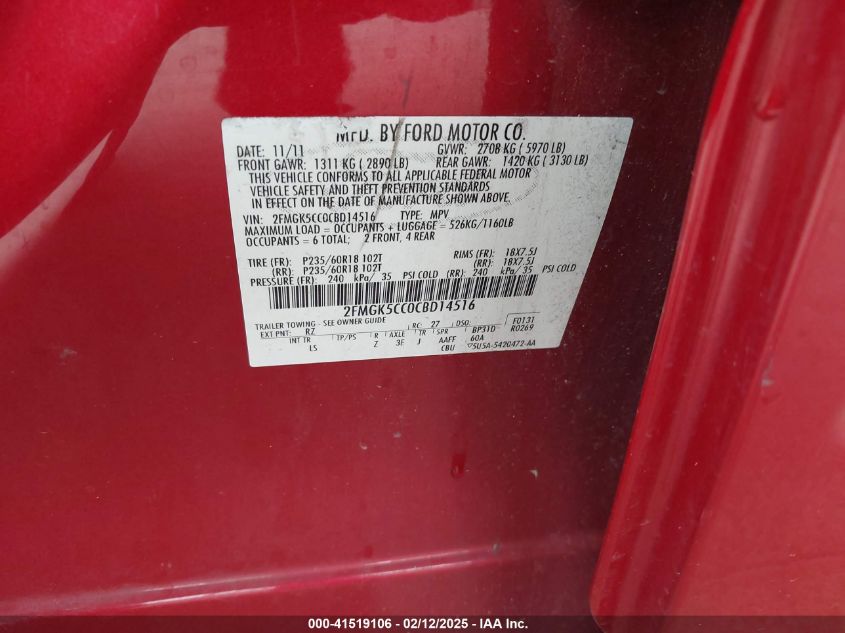 MFD. BY FORD MOTOR CO.
DATE: 11/11 GVWR: 2708 KG ( 5970 LB)
FRONT GAWR: 1311 KG ( 2890 LB) REAR GAWR: 1420 KG ( 3130 LB)
THIS VEHICLE CONFORMS TO ALL APPLICABLE FEDERAL MOTOR
VEHICLE SAFETY AND THEFT PREVENTION STANDARDS
IN EFFECT ON THE DATE OF MANUFACTURE SHOWN ABOVE.
VIN: 2FMGK5CC0CBD14516 TYPE: MPV
MAXIMUM LOAD = OCCUPANTS + LUGGAGE = 526KG/1160LB
OCCUPANTS = 6 TOTAL; 2 FRONT, 4 REAR
TIRE (FR): P235/60R18 102T RIMS (FR): 18X7.5J
(RR): P235/60R18 102T (RR): 18X7.5J
PRESSURE (FR): 240 kPa/ 35 PSI COLD (RR): 240 kPa/ 35 PSI COLD
2FMGK5CC0CBD14516
TRAILER TOWING - SEE OWNER GUIDE
F0131
EXT PNT: RZ RC: 27 DSO: R0269
INT TR TP/PS R AXLE TR SPR BP31D
LS Z 3E J AAFF 60A
CBU 5U5A-5420472-AA
000-41519106 - 02/12/2025 - IAA Inc.